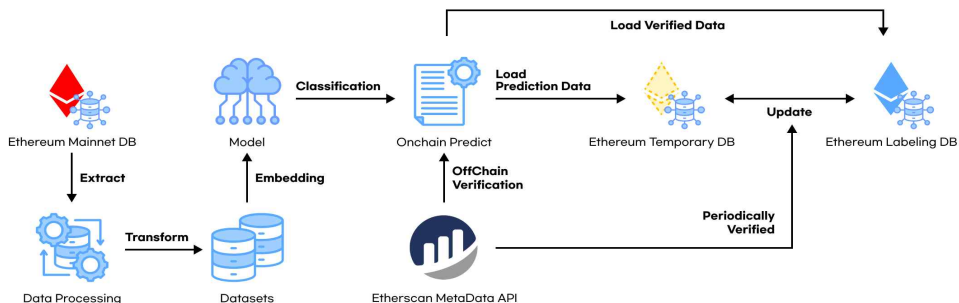 Load Verified Data
Classification
Load
Prediction Data
Update
Ethereum Mainnet DB
Model
Onchain Predict
Ethereum Temporary DB
Ethereum Labeling DB
Extract
Embedding
OffChain
Verification
Periodically
Verified
Transform
Data Processing
Datasets
Etherscan MetaData API